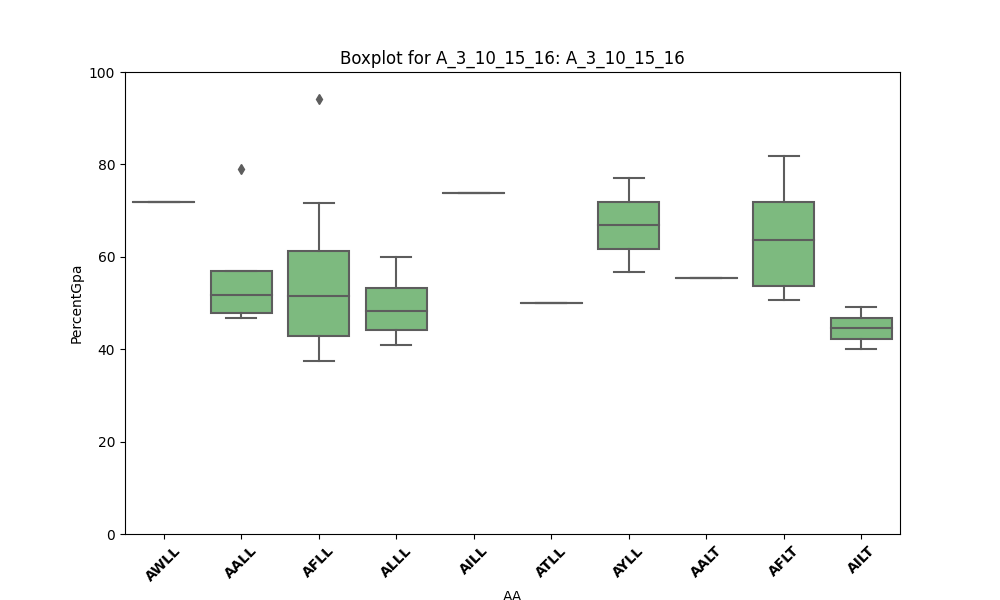 Boxplot for A_3_10_15_16: A_3_10_15_16
PercentGpa
100
80
60
40
20
0
AWLL AALL AFLL ALLL AILL ATLL AYLL AALT AFLT AILT
AA